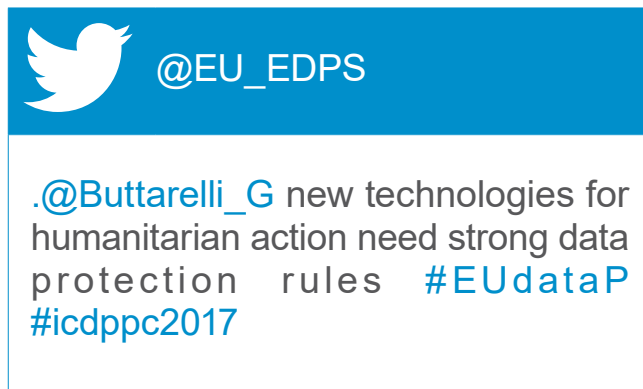 @EU_EDPS
.@Buttarelli_G new technologies for
humanitarian action need strong data
protection rules #EUdataP
#icdppc2017